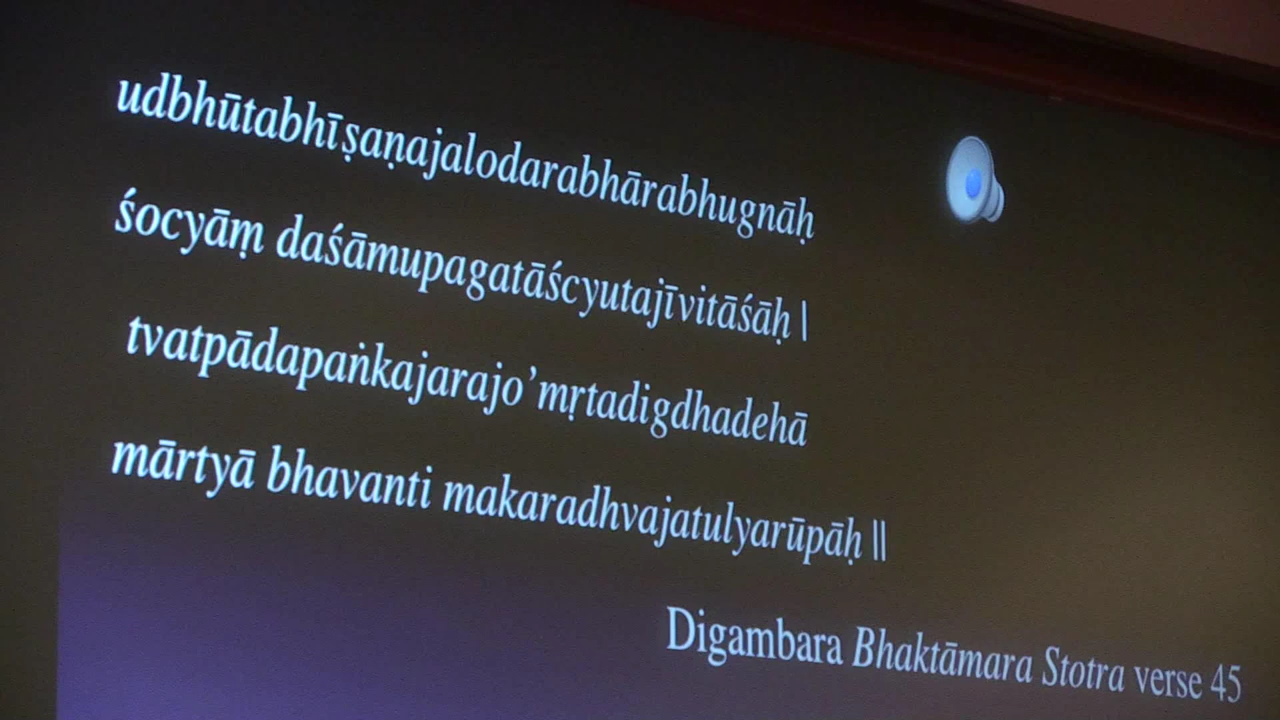 udbhūtabhīṣaṇajalodarabhārabhugnāḥ
śocyāṃ daśāmupagatāścyutajīvitāśāḥ |
tvatpādapaṅkajarajo’mṛtadigdhadehā
mārtyā bhavanti makaradhvajatulyarūpāḥ ||
Digambara Bhaktāmara Stotra verse 45